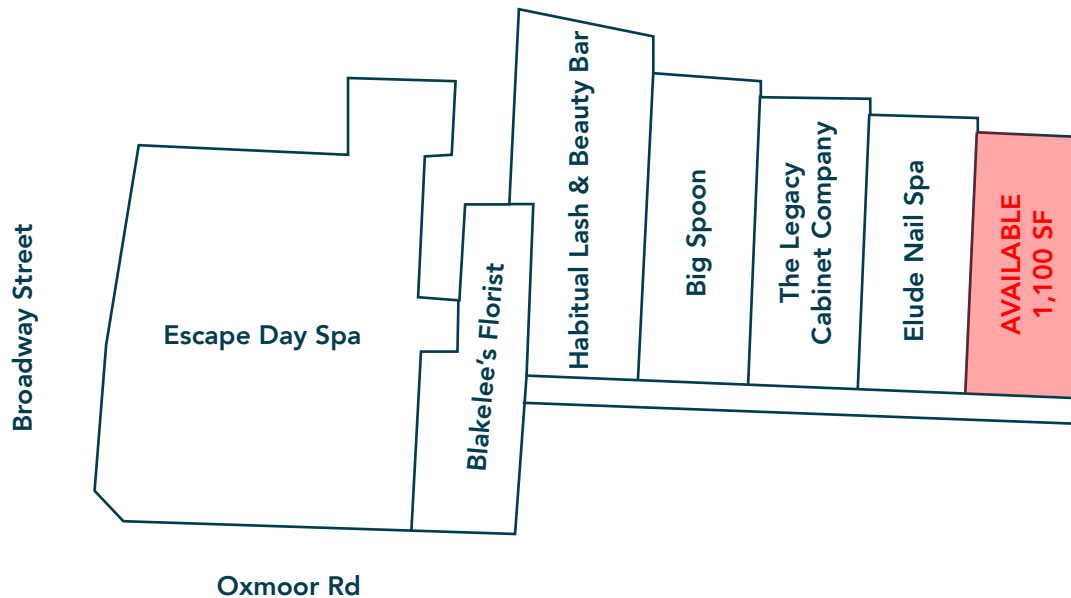 Broadway Street
Escape Day Spa
Blakelee's Florist
Habitual Lash & Beauty Bar
Big Spoon
The Legacy
Cabinet Company
Elude Nail Spa
AVAILABLE
1,100 SF
Oxmoor Rd